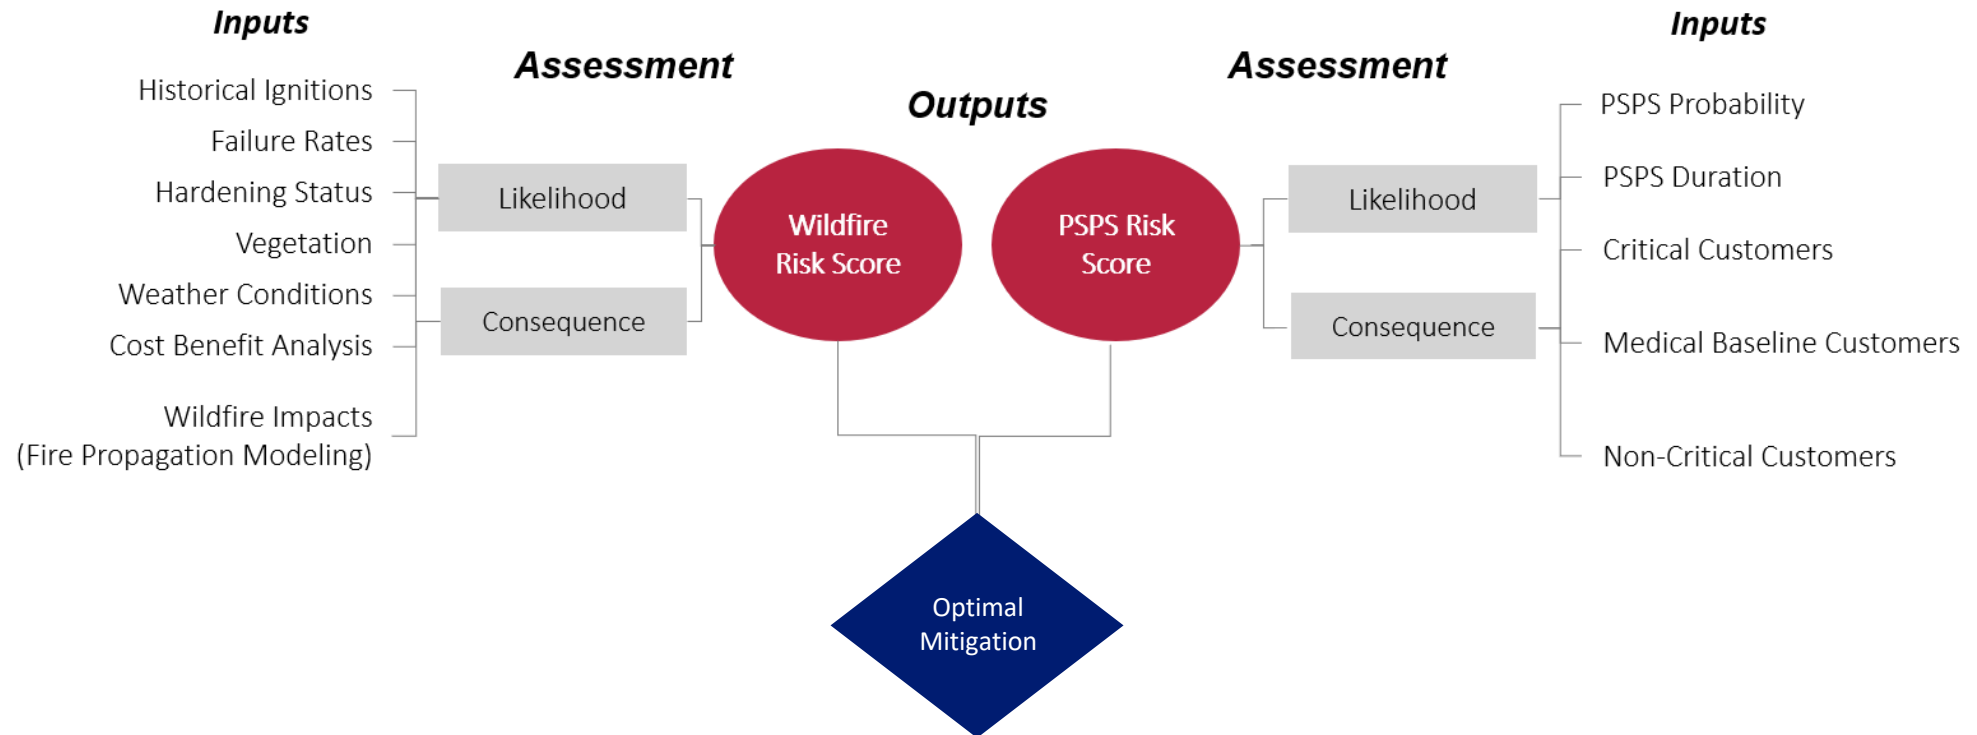 Inputs
Assessment
Historical Ignitions
Failure Rates
Hardening Status
Vegetation
Weather Conditions
Cost Benefit Analysis
Wildfire Impacts
(Fire Propagation Modeling)
Likelihood
Consequence
Outputs
Wildfire
Risk Score
PSPS Risk
Score
Assessment
Likelihood
Consequence
Inputs
PSPS Probability
PSPS Duration
Critical Customers
Medical Baseline Customers
Non-Critical Customers
Optimal
Mitigation